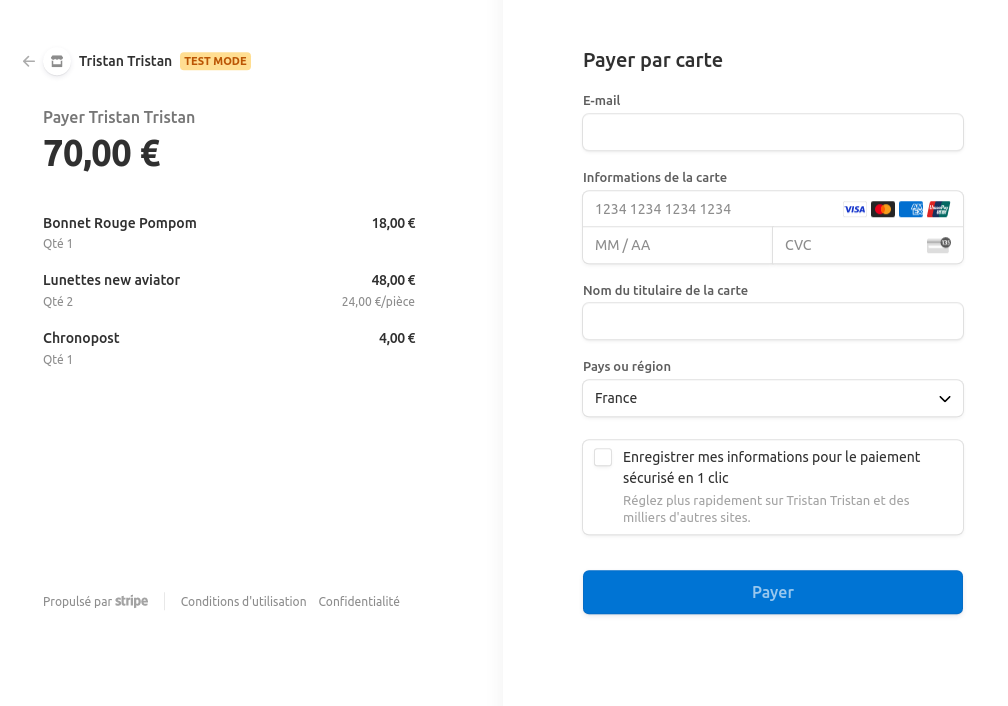 Tristan Tristan TEST MODE
Payer Tristan Tristan
70,00 €
Bonnet Rouge Pompom 18,00 €
Qté 1
Lunettes new aviator 48,00 €
Qté 2 24,00 €/pièce
Chronopost 4,00 €
Qté 1
Propulsé par stripe Conditions d'utilisation Confidentialité
Payer par carte
E-mail
Informations de la carte
1234 1234 1234 1234 VISA AM EX UnionPay
MM / AA CVC 135
Nom du titulaire de la carte
Pays ou région
France
Enregistrer mes informations pour le paiement
sécurisé en 1 clic
Réglez plus rapidement sur Tristan Tristan et des
milliers d'autres sites.
Payer